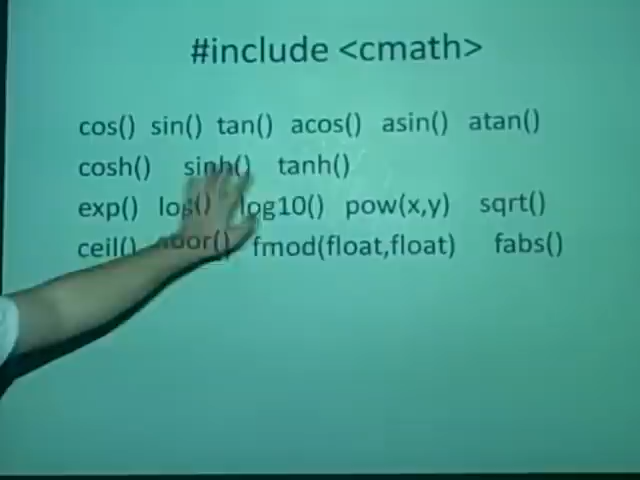 #include <cmath>
cos() sin() tan() acos() asin() atan()
cosh() sinh() tanh()
exp() log() log10() pow(x,y) sqrt()
ceil() floor() fmod(float,float) fabs()